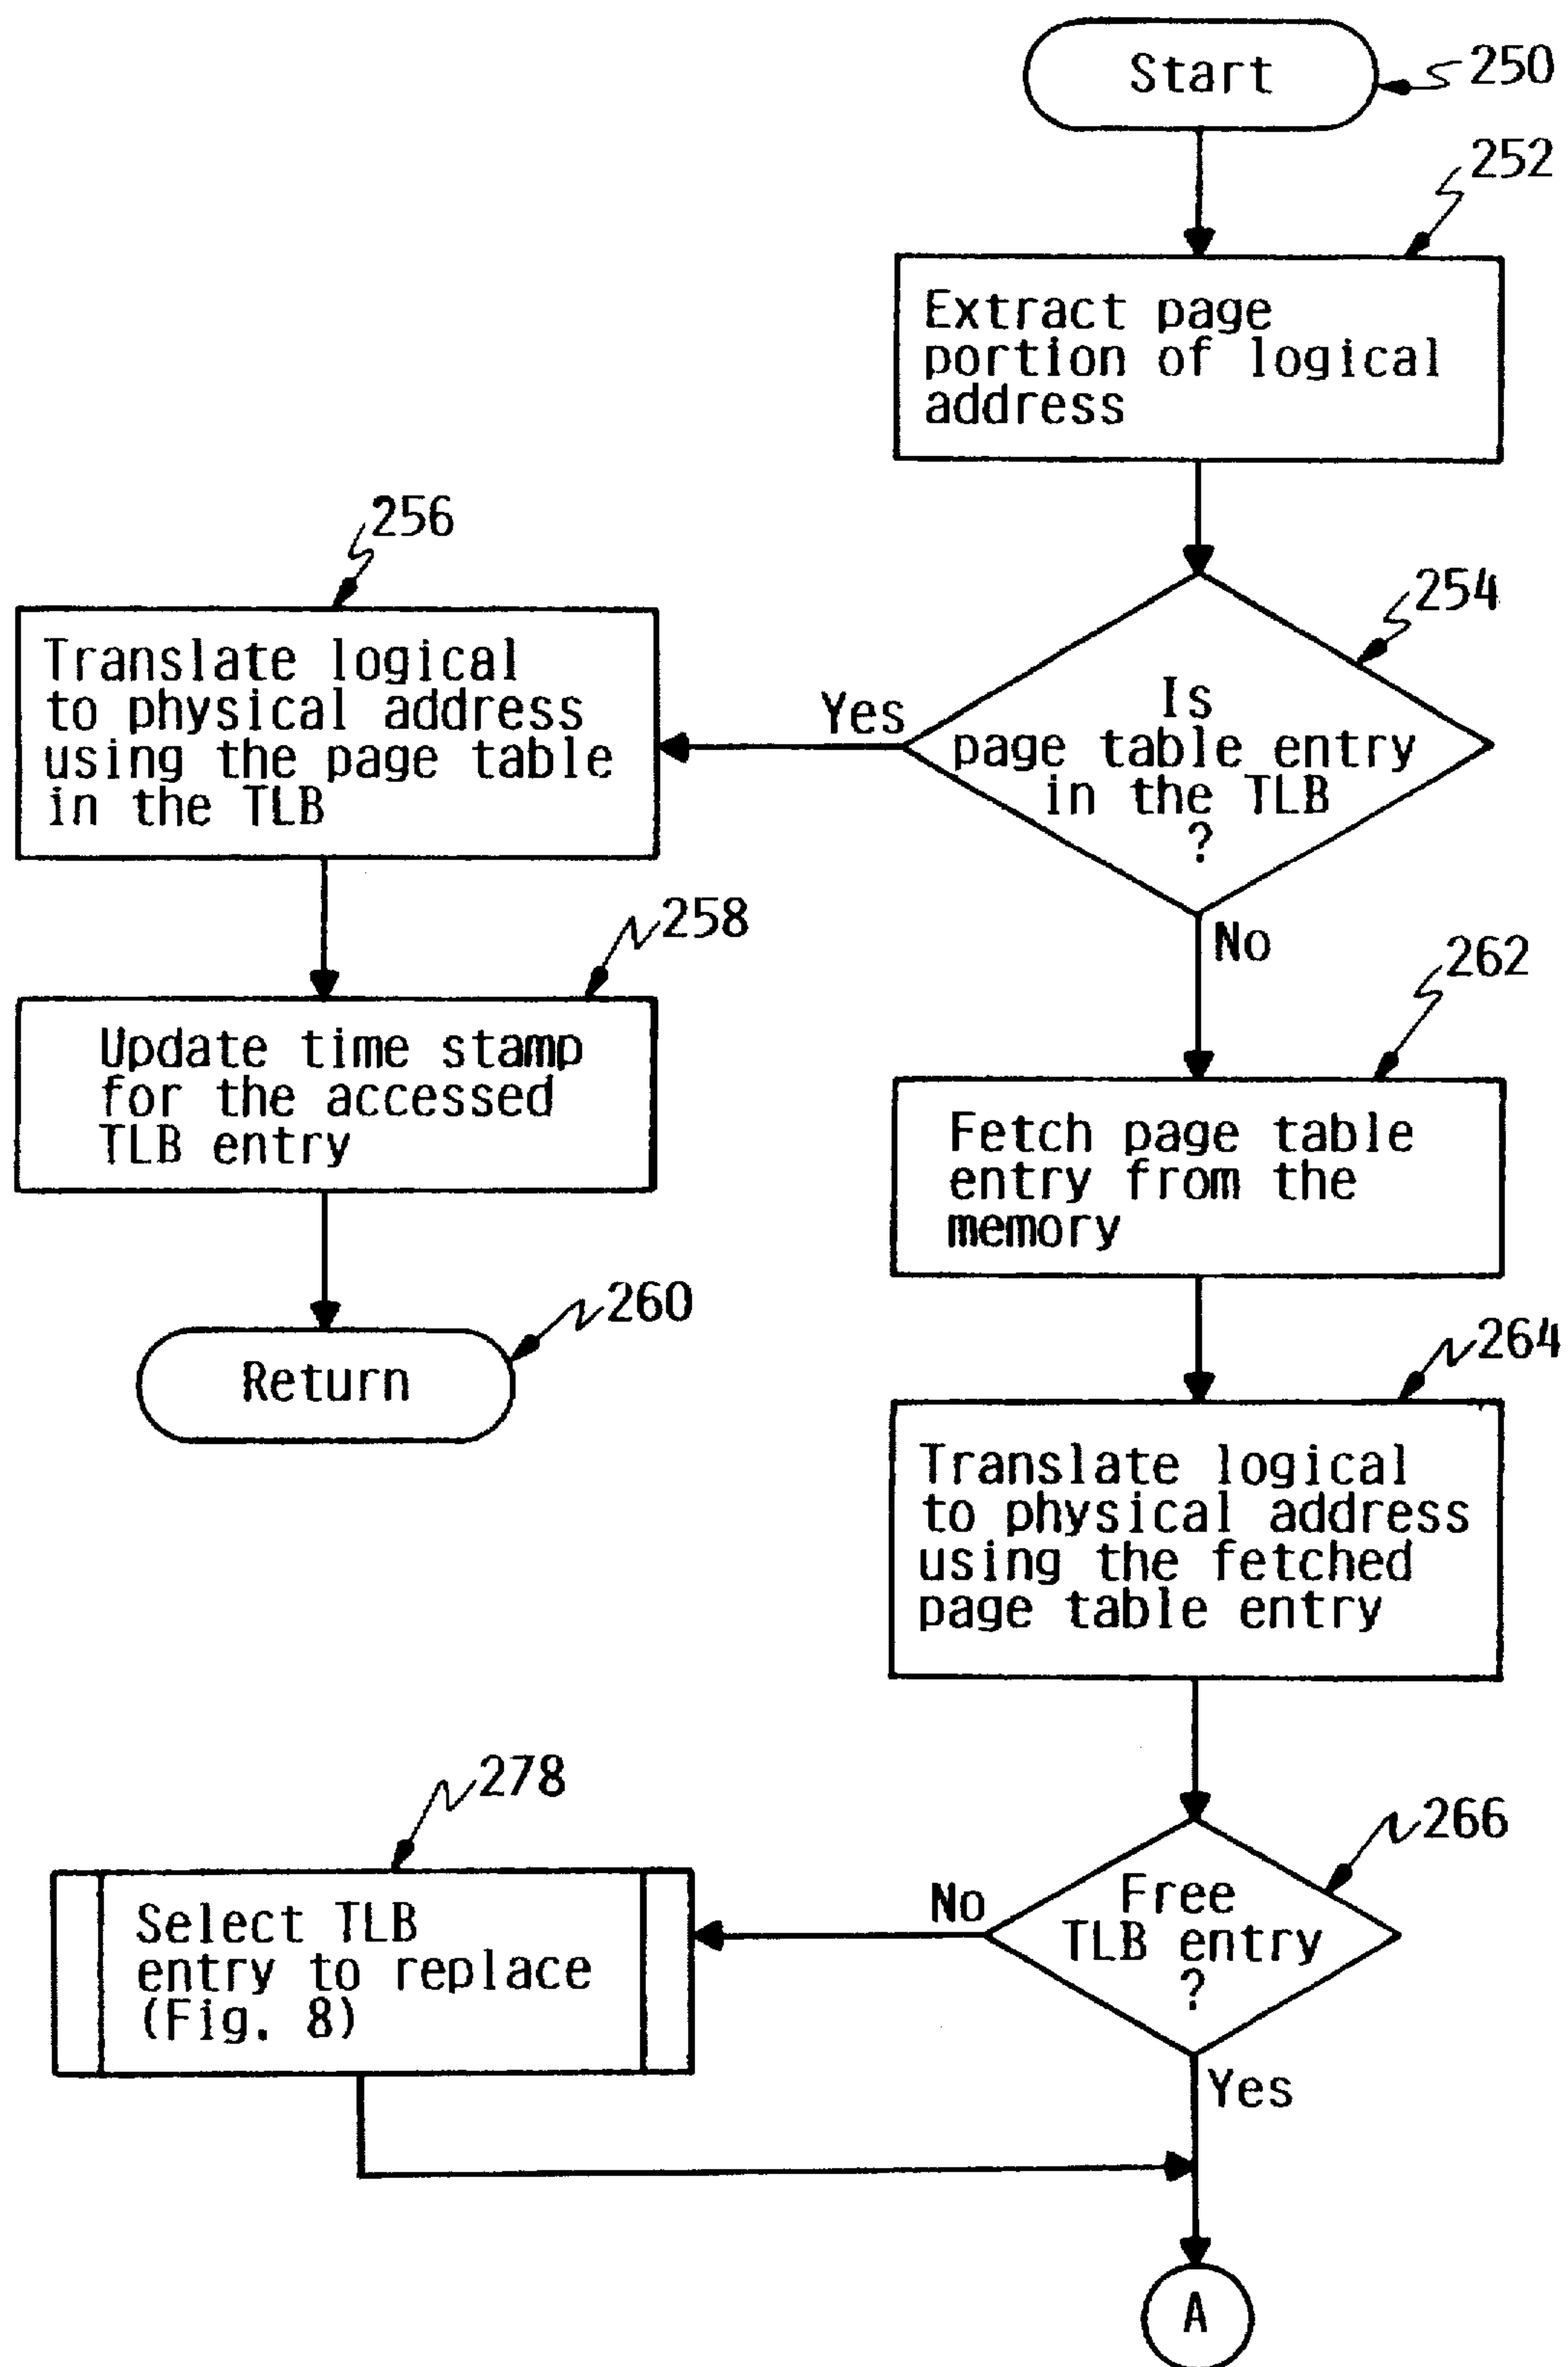 Start
250
252
Extract page
portion of logical
address
254
Is
page table entry
in the TLB
?
Yes
256
Translate logical
to physical address
using the page table
in the TLB
258
Update time stamp
for the accessed
TLB entry
260
Return
No
262
Fetch page table
entry from the
memory
264
Translate logical
to physical address
using the fetched
page table entry
266
Free
TLB entry
?
No
278
Select TLB
entry to replace
(Fig. 8)
Yes
A